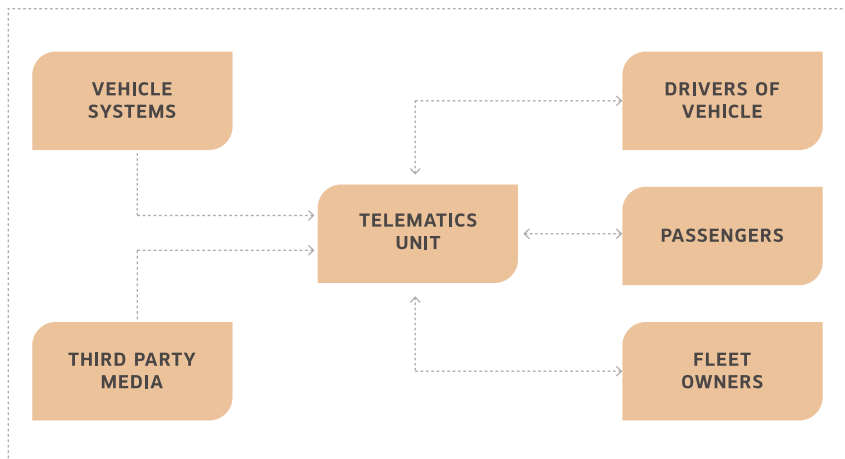 VEHICLE
SYSTEMS
DRIVERS OF
VEHICLE
TELEMATICS
UNIT
PASSENGERS
THIRD PARTY
MEDIA
FLEET
OWNERS